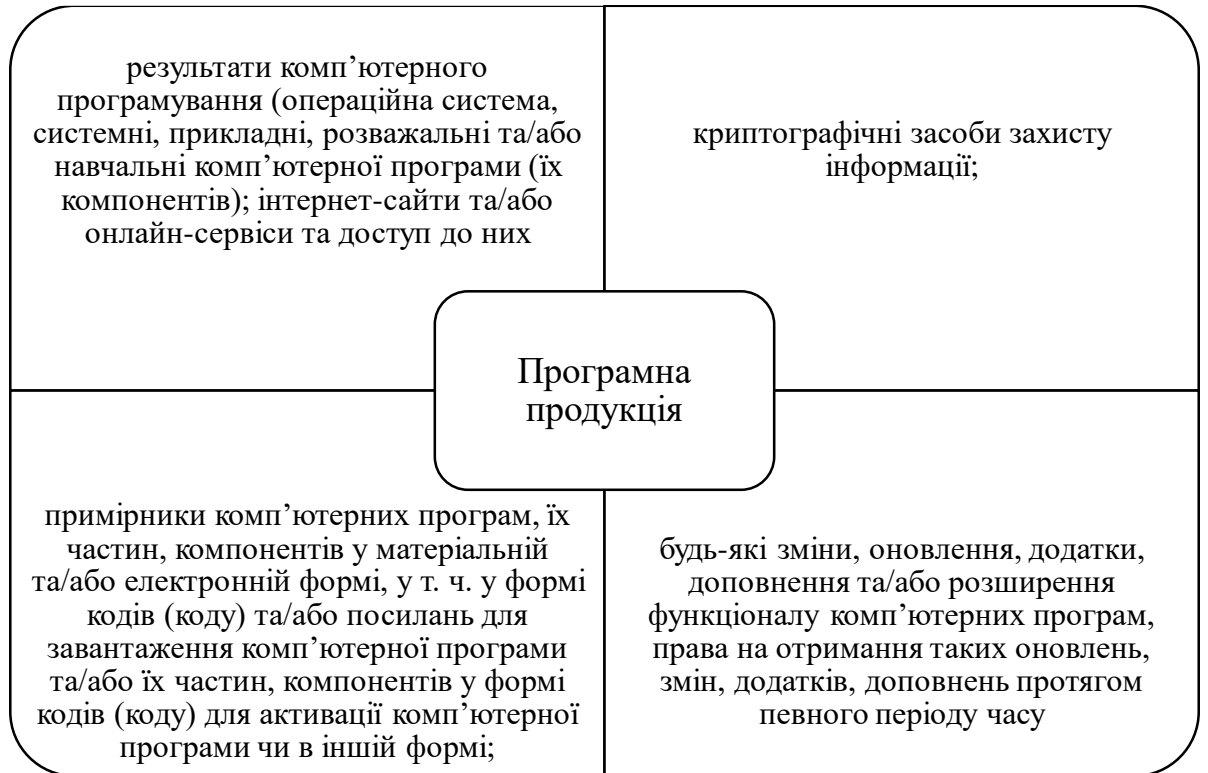 результати комп’ютерного
програмування (операційна система,
системні, прикладні, розважальні та/або
навчальні комп’ютерної програми (їх
компонентів); інтернет-сайти та/або
онлайн-сервіси та доступ до них
криптографічні засоби захисту
інформації;
Програмна
продукція
примірники комп’ютерних програм, їх
частин, компонентів у матеріальній
та/або електронній формі, у т. ч. у формі
кодів (коду) та/або посилань для
завантаження комп’ютерної програми
та/або їх частин, компонентів у формі
кодів (коду) для активації комп’ютерної
програми чи в іншій формі;
будь-які зміни, оновлення, додатки,
доповнення та/або розширення
функціоналу комп’ютерних програм,
права на отримання таких оновлень,
змін, додатків, доповнень протягом
певного періоду часу